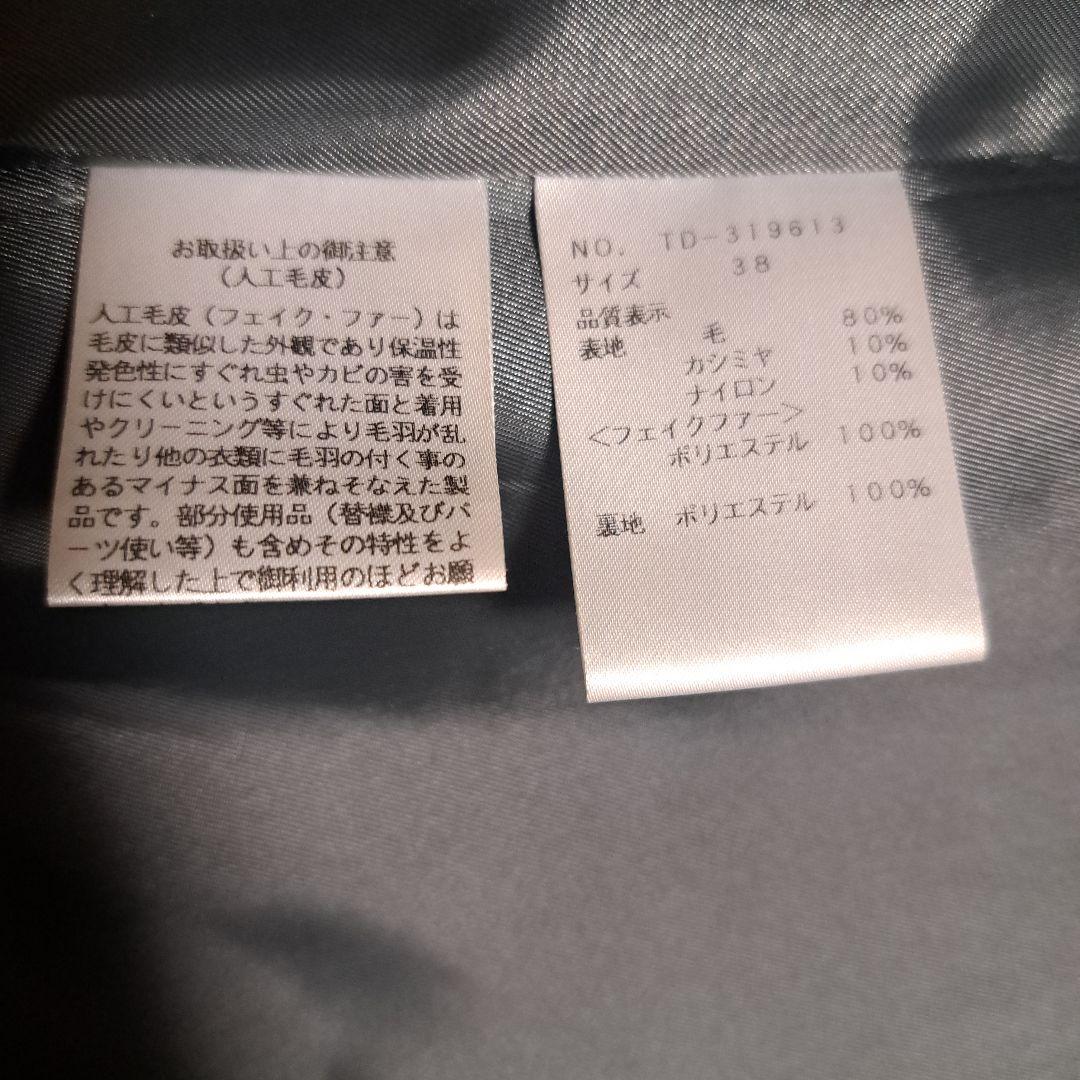 お取扱い上の御注意
（人工毛皮）
人工毛皮（フェイク・ファー）は
毛皮に類似した外観であり保温性
発色性にすぐれ虫やカビの害を受
けにくいというすぐれた面と着用
やクリーニング等により毛羽が乱
れたり他の衣類に毛羽の付く事の
あるマイナス面を兼ねそなえた製
品です。部分使用品（替襟及びパ
ーツ使い等）も含めその特性をよ
く理解した上で御利用のほどお願
NO. TD-319613
サイズ 38
品質表示
表地 毛 80%
カシミヤ 10%
ナイロン 10%
<フェイクファー>
ポリエステル 100%
裏地 ポリエステル 100%